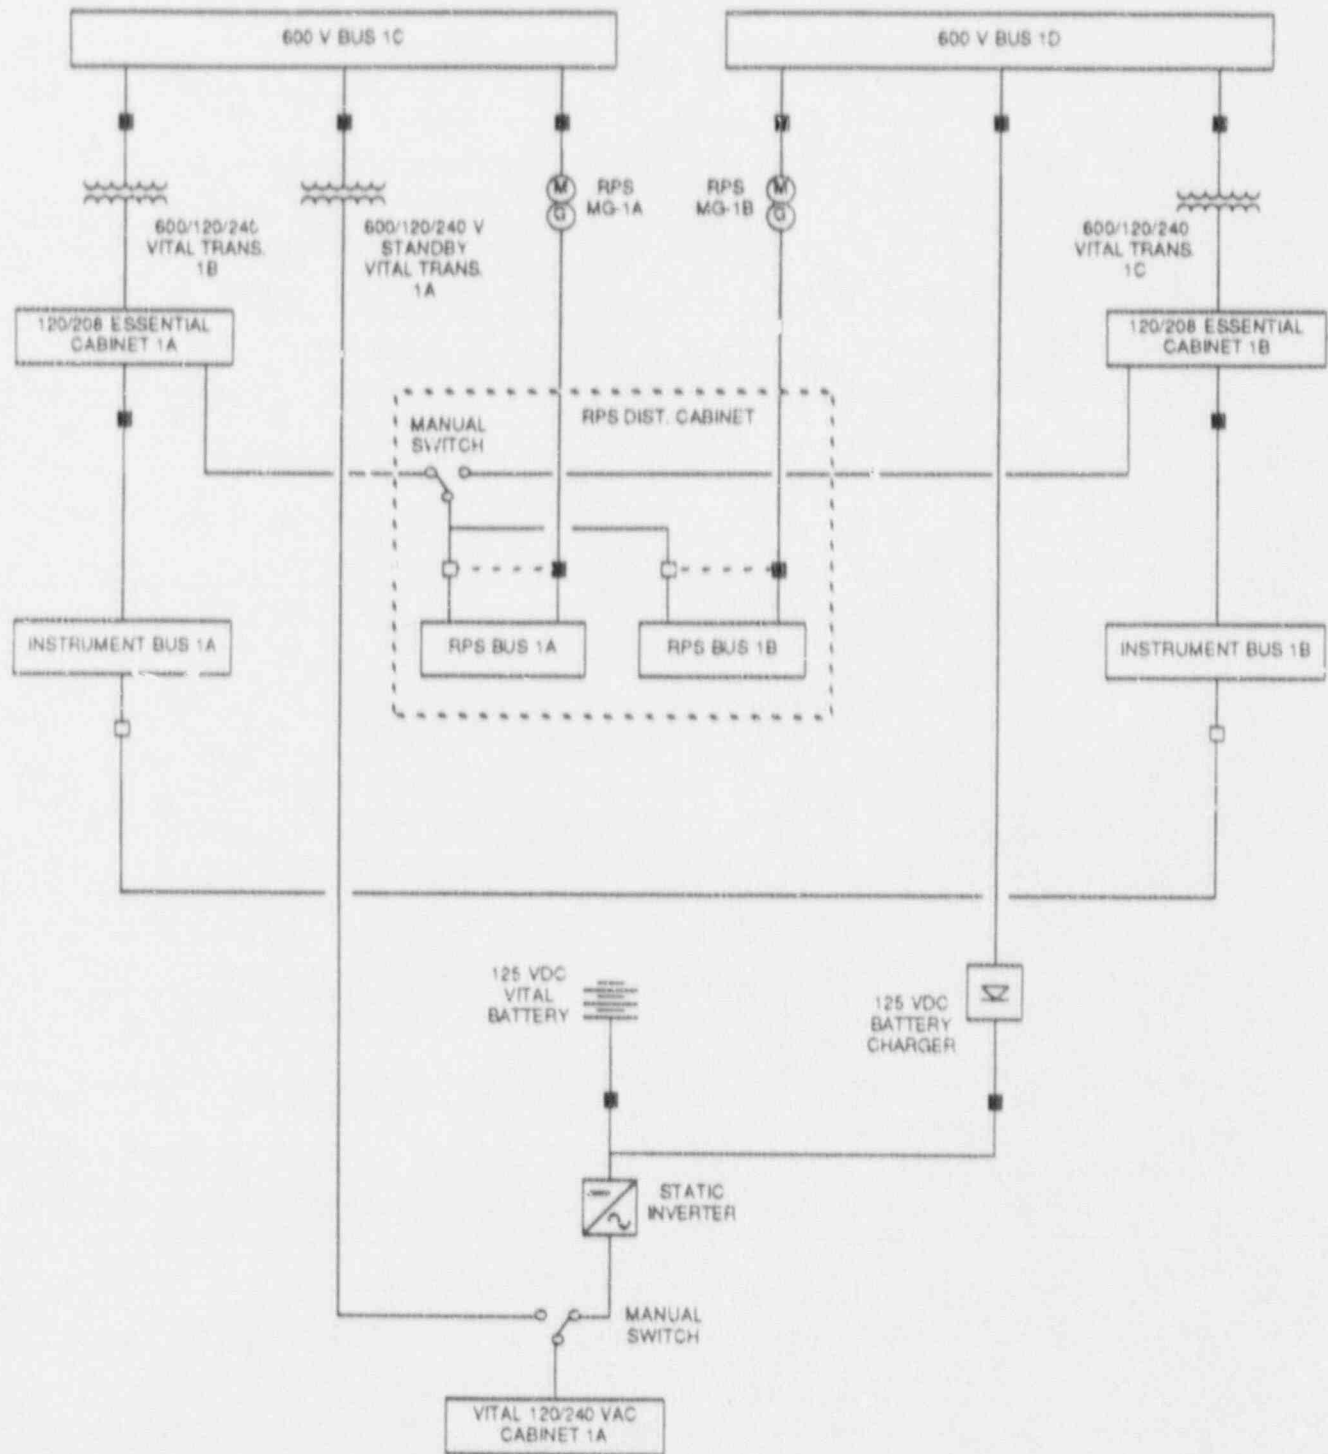 600 V BUS 1C
600 V BUS 1D
600/120/240
VITAL TRANS.
1B
600/120/240 V
STANDBY
VITAL TRANS.
1A
M
G
RPS
MG-1A
RPS
MG-1B
M
G
600/120/240
VITAL TRANS.
1C
120/208 ESSENTIAL
CABINET 1A
120/208 ESSENTIAL
CABINET 1B
RPS DIST. CABINET
MANUAL
SWITCH
INSTRUMENT BUS 1A
RPS BUS 1A
RPS BUS 1B
INSTRUMENT BUS 1B
125 VDC
VITAL
BATTERY
125 VDC
BATTERY
CHARGER
STATIC
INVERTER
MANUAL
SWITCH
VITAL 120/240 VAC
CABINET 1A